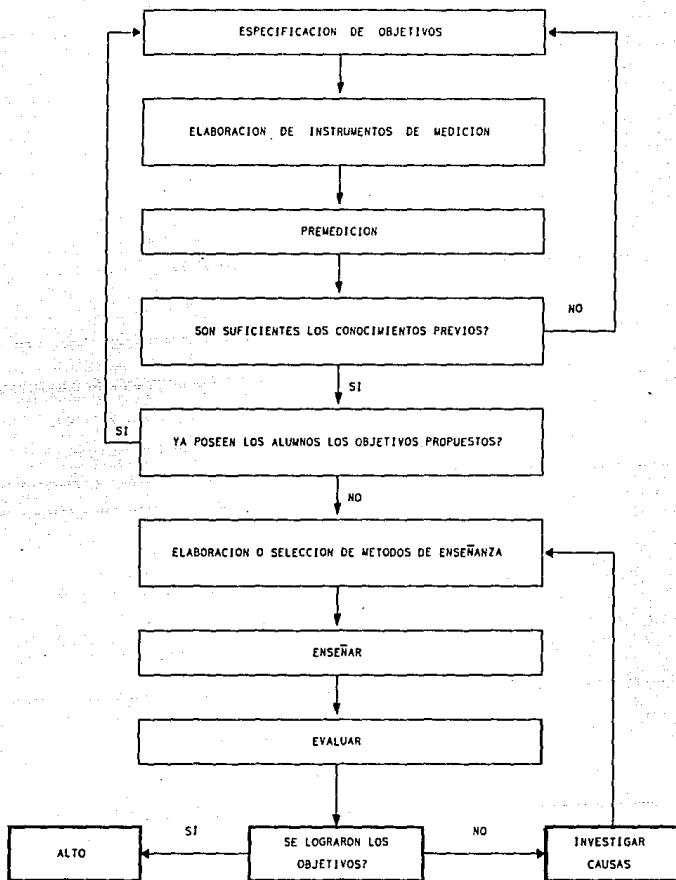 ESPECIFICACION DE OBJETIVOS
ELABORACION DE INSTRUMENTOS DE MEDICION
PREMEDICION
SON SUFICIENTES LOS CONOCIMIENTOS PREVIOS?
NO
SI
YA POSEEN LOS ALUMNOS LOS OBJETIVOS PROPUESTOS?
SI
NO
ELABORACION O SELECCION DE METODOS DE ENSEÑANZA
ENSEÑAR
EVALUAR
SE LOGRARON LOS
OBJETIVOS?
SI
ALTO
NO
INVESTIGAR
CAUSAS